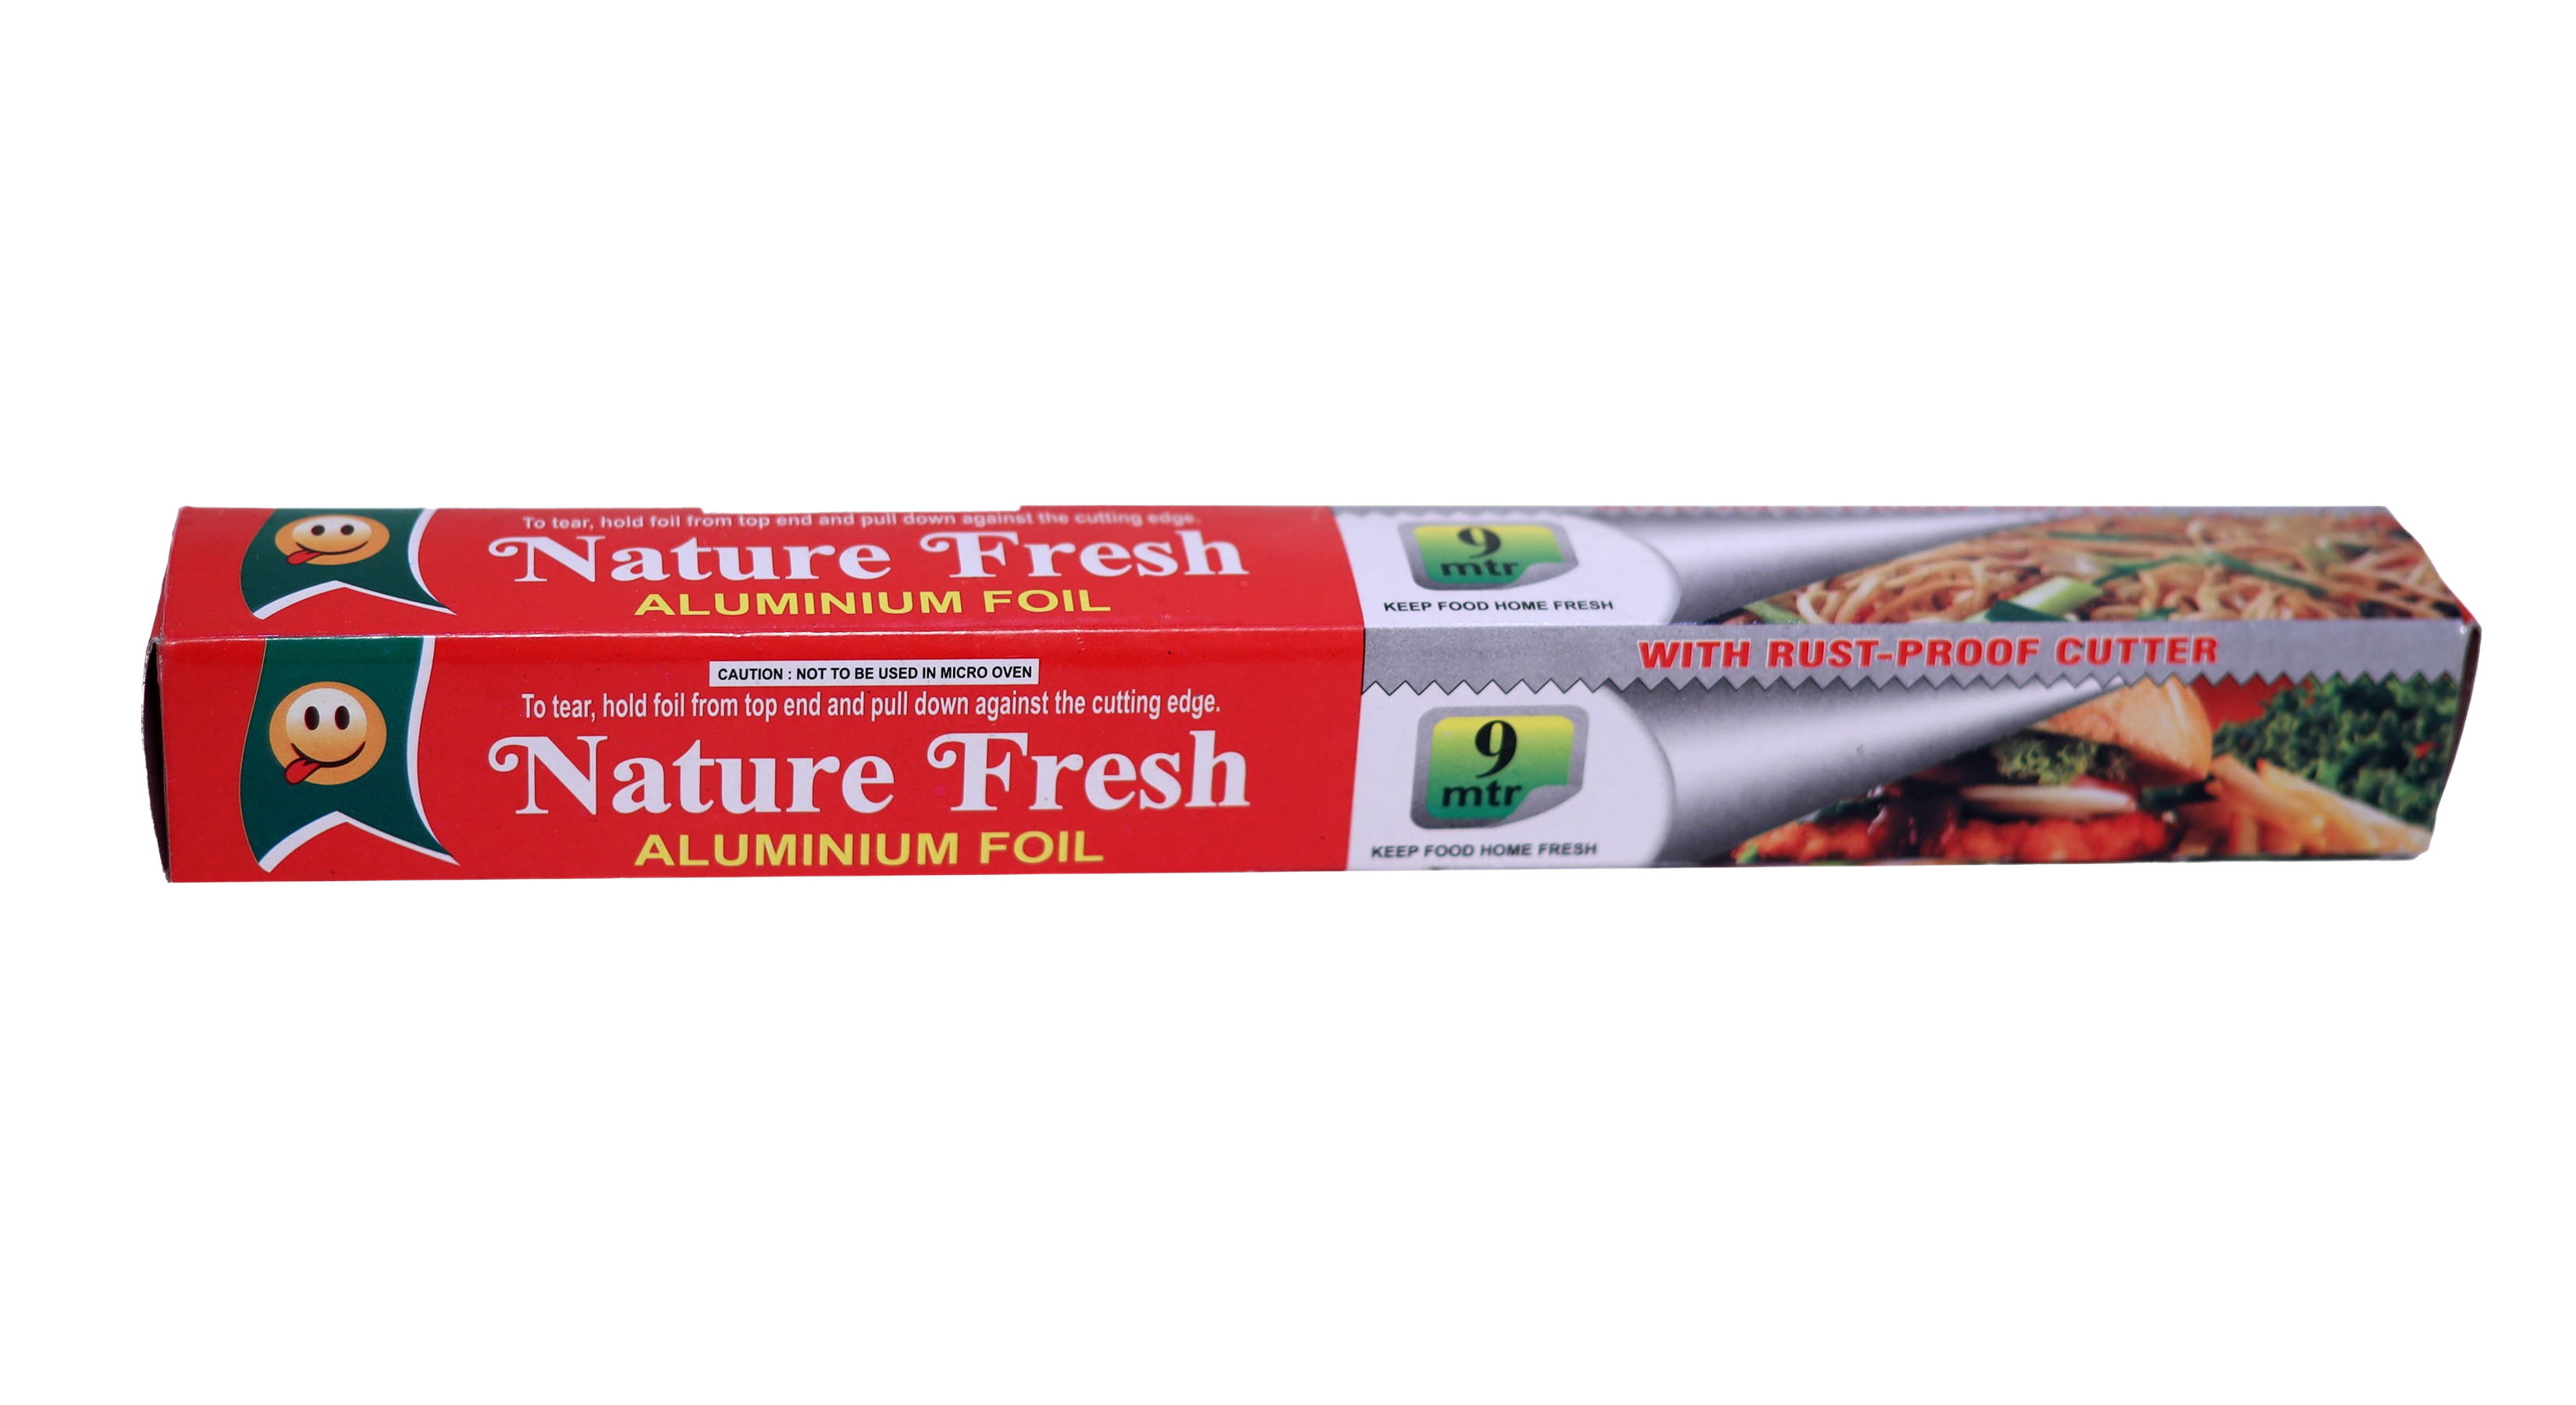 To tear, hold foil from top end and pull down against the cutting edge.
Nature Fresh
ALUMINIUM FOIL
9
mtr
KEEP FOOD HOME FRESH
WITH RUST-PROOF CUTTER
CAUTION : NOT TO BE USED IN MICRO OVEN
To tear, hold foil from top end and pull down against the cutting edge.
Nature Fresh
ALUMINIUM FOIL
9
mtr
KEEP FOOD HOME FRESH